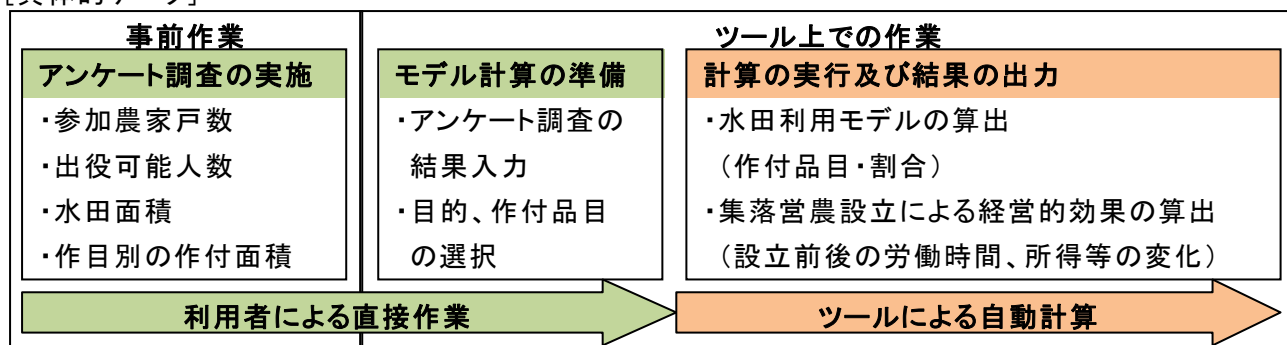 事前作業
ツール上での作業
アンケート調査の実施
・参加農家戸数
・出役可能人数
・水田面積
・作目別の作付面積
モデル計算の準備
・アンケート調査の
結果入力
・目的、作付品目
の選択
計算の実行及び結果の出力
・水田利用モデルの算出
（作付品目・割合）
・集落営農設立による経営的効果の算出
（設立前後の労働時間、所得等の変化）
利用者による直接作業
ツールによる自動計算